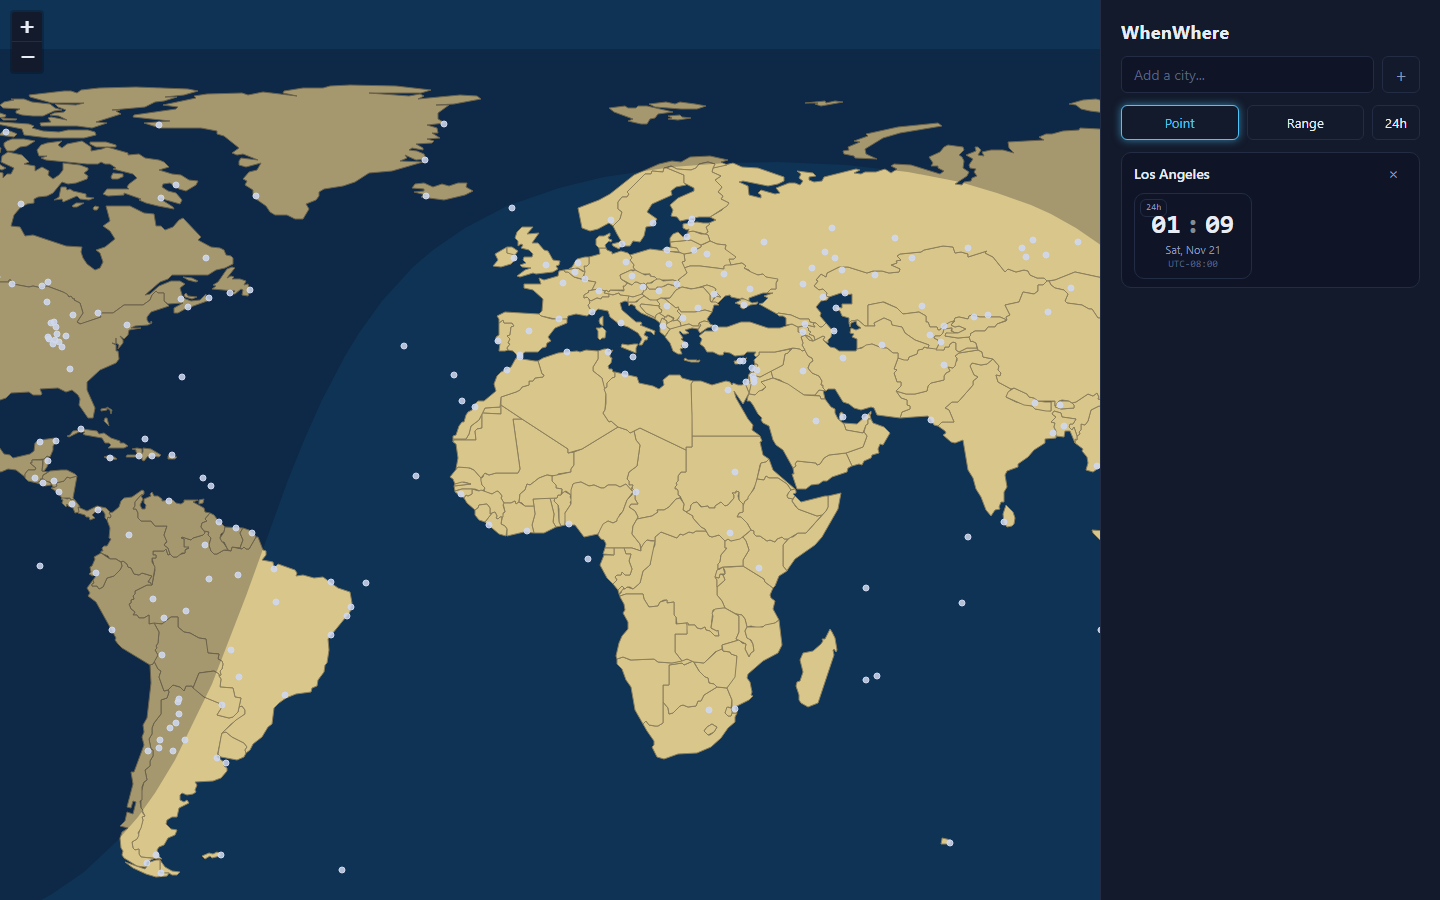 +
−
WhenWhere
Add a city...
+
Point
Range
24h
Los Angeles
×
24h
01 : 09
Sat, Nov 21
UTC-08:00